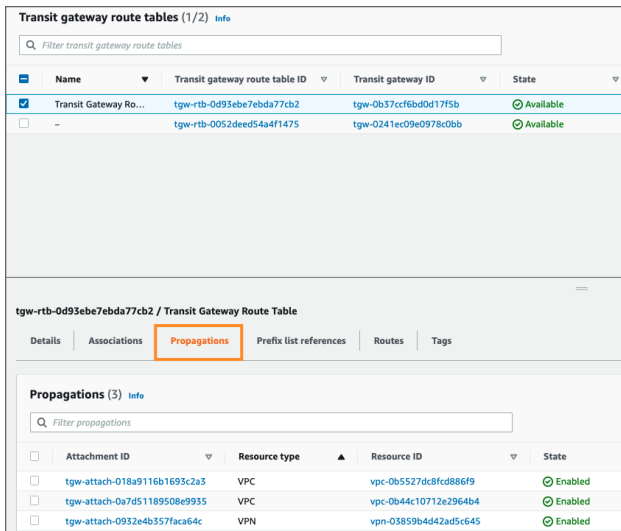 Transit gateway route tables (1/2) Info
Filter transit gateway route tables
Name Transit gateway route table ID Transit gateway ID State
Transit Gateway Ro... tgw-rtb-0d93ebe7ebda77cb2 tgw-0b37ccf6bd0d17f5b Available
– tgw-rtb-0052deed54a4f1475 tgw-0241ec09e0978c0bb Available
tgw-rtb-0d93ebe7ebda77cb2 / Transit Gateway Route Table
Details Associations Propagations Prefix list references Routes Tags
Propagations (3) Info
Filter propagations
Attachment ID Resource type Resource ID State
tgw-attach-018a9116b1693c2a3 VPC vpc-0b5527dc8fcd886f9 Enabled
tgw-attach-0a7d51189508e9935 VPC vpc-0b44c10712e2964b4 Enabled
tgw-attach-0932e4b357faca64c VPN vpn-03859b4d42ad5c645 Enabled